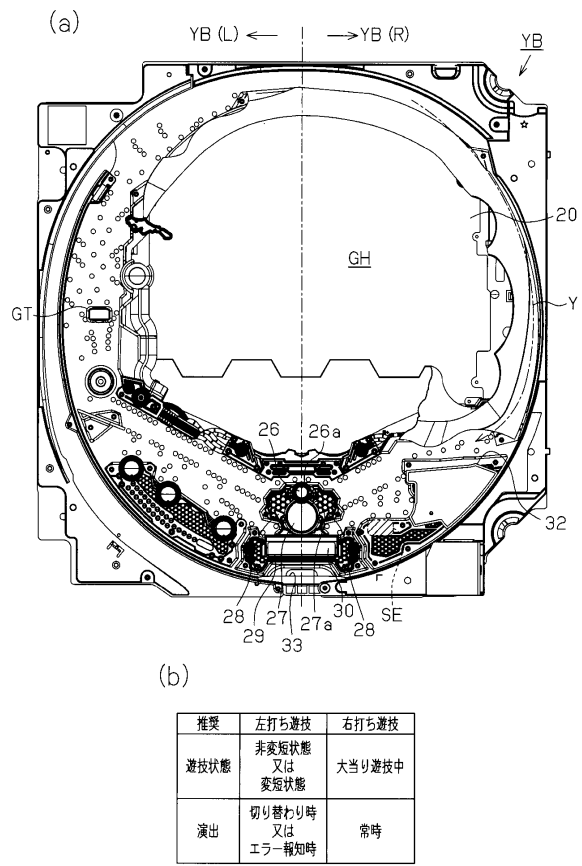 (a)
YB(L) ← → YB(R)
YB
20
GH
GT
Y
26 26a
32
28 27 30 28
29 27a SE
33
(b)
推奨 左打ち遊技 右打ち遊技
遊技状態 非変短状態 又は 変短状態 大当り遊技中
演出 切り替わり時 又は エラー報知時 常時